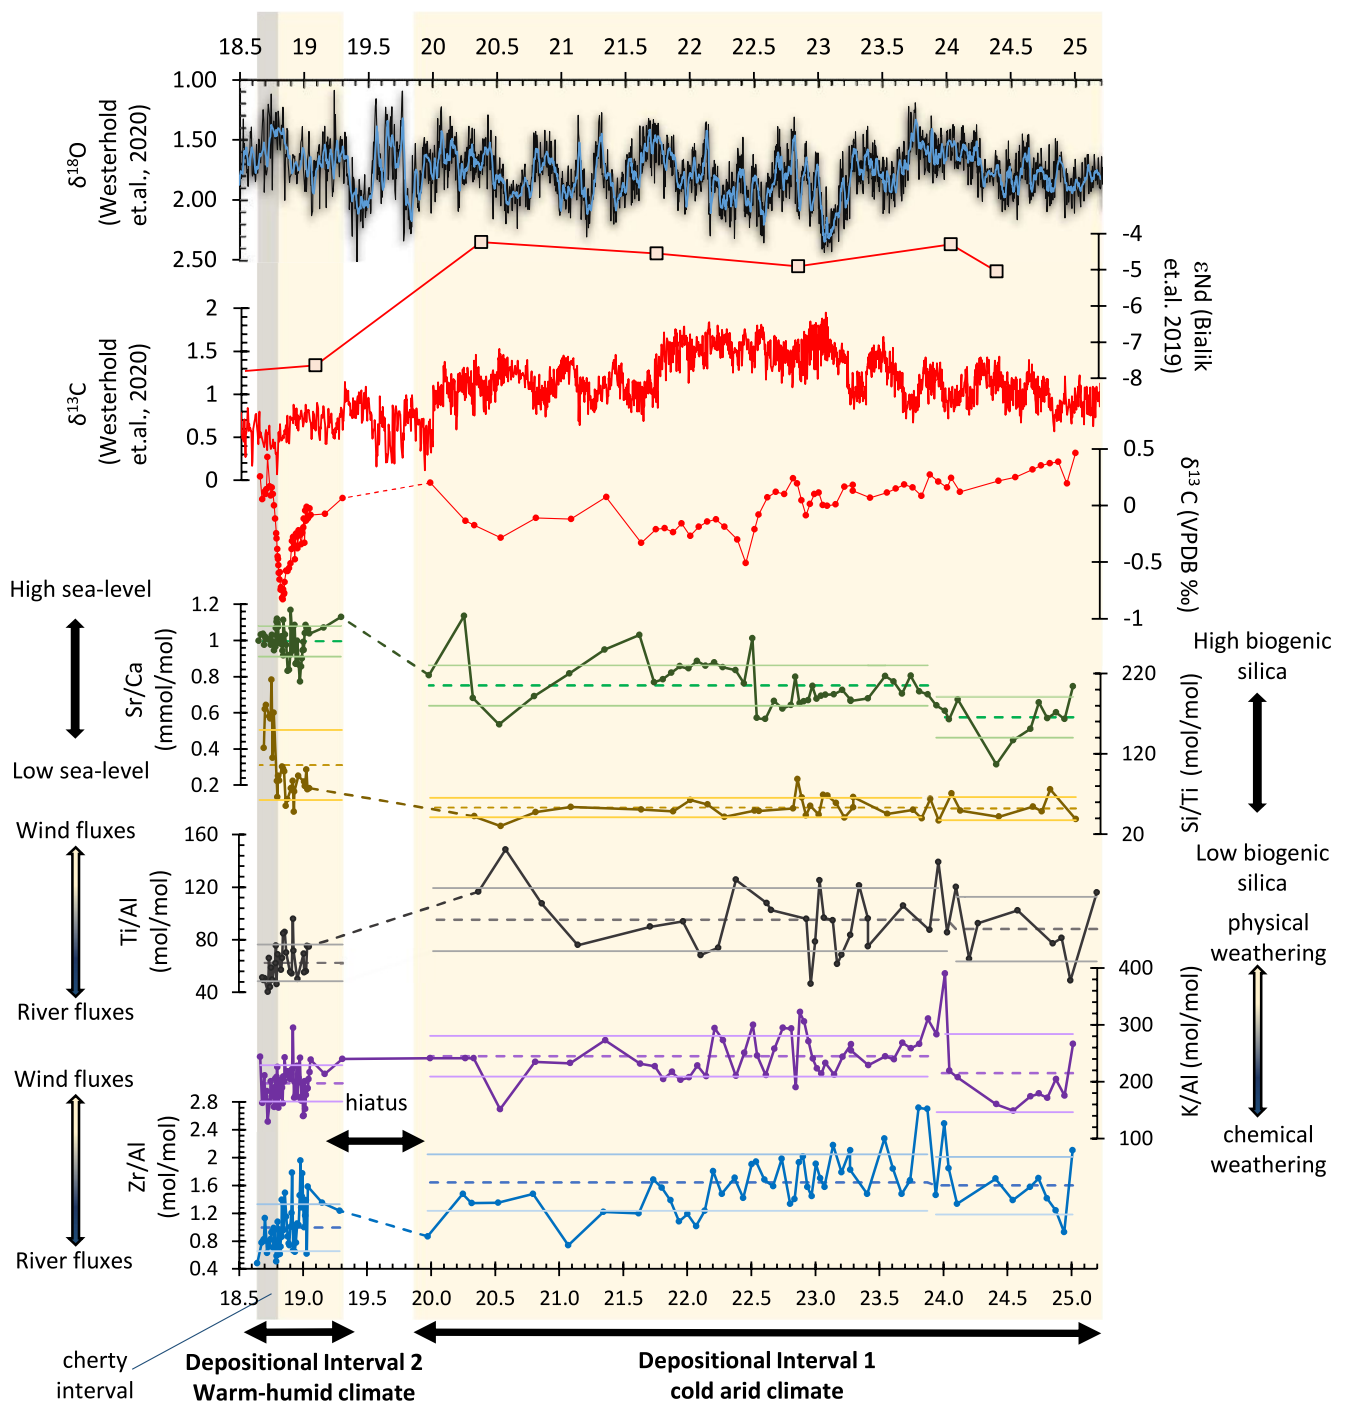 18.5 19 19.5 20 20.5 21 21.5 22 22.5 23 23.5 24 24.5 25
1.00
1.50
2.00
2.50
δ18O
(Westerhold
et.al., 2020)
-4
-5
-6
-7
-8
εNd (Bialik
et.al. 2019)
2
1.5
1
0.5
0
δ13C
(Westerhold
et.al., 2020)
0.5
0
-0.5
-1
δ13 C (VPDB ‰)
High sea-level
Low sea-level
1.2
1
0.8
0.6
0.4
0.2
Sr/Ca
(mmol/mol)
High biogenic
silica
220
120
20
Si/Ti (mol/mol)
Low biogenic
silica
Wind fluxes
River fluxes
160
120
80
40
Ti/Al
(mol/mol)
physical
weathering
400
300
200
100
K/Al (mol/mol)
chemical
weathering
Wind fluxes
River fluxes
hiatus
2.8
2.4
2
1.6
1.2
0.8
0.4
Zr/Al
(mol/mol)
18.5 19.0 19.5 20.0 20.5 21.0 21.5 22.0 22.5 23.0 23.5 24.0 24.5 25.0
cherty
interval
Depositional Interval 2
Warm-humid climate
Depositional Interval 1
cold arid climate